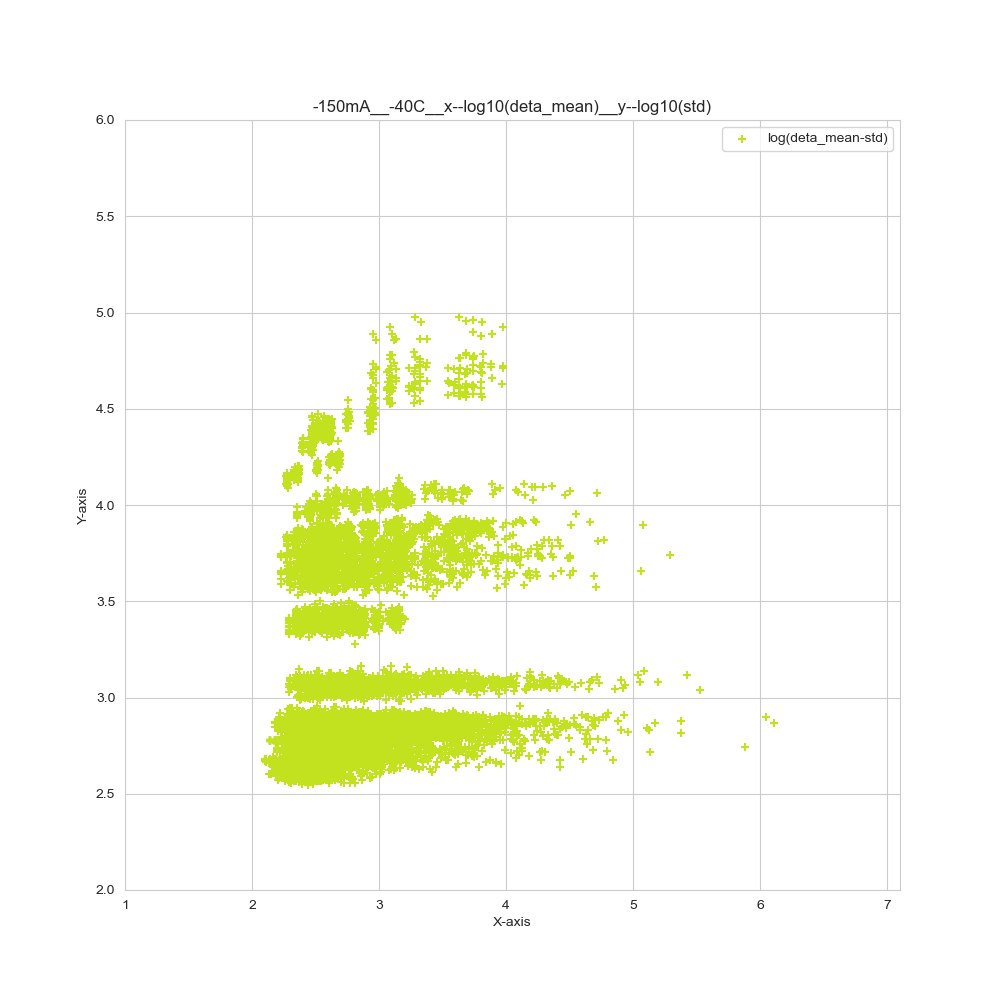 -150mA__-40C__x--log10(deta_mean)__y--log10(std)
log(deta_mean-std)
6.0
5.5
5.0
4.5
4.0
3.5
3.0
2.5
2.0
Y-axis
1 2 3 4 5 6 7
X-axis